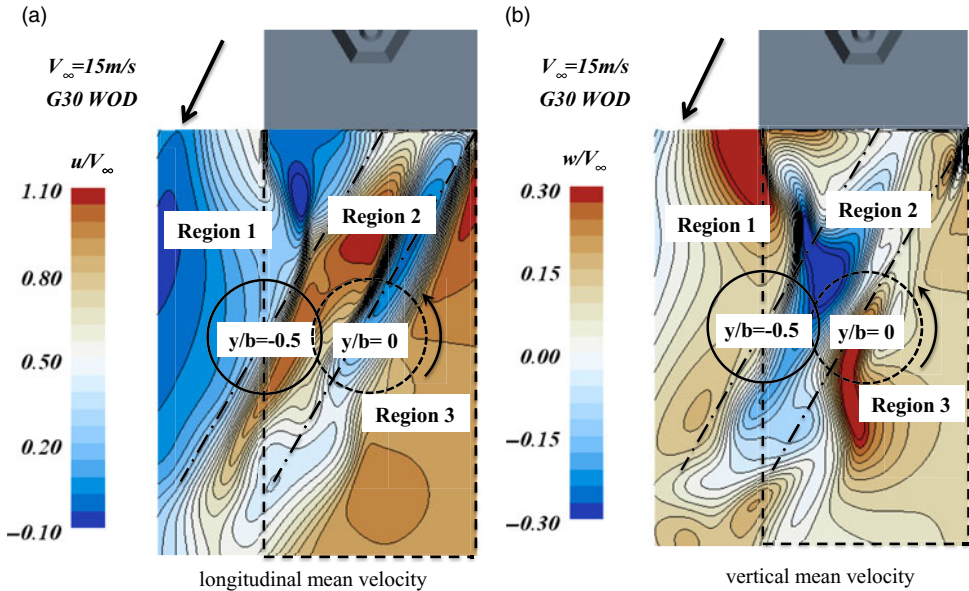 (a)
V∞=15m/s
G30 WOD
u/V∞
1.10
0.80
0.50
0.20
−0.10
Region 1
Region 2
y/b=-0.5
y/b= 0
Region 3
longitudinal mean velocity
(b)
V∞=15m/s
G30 WOD
w/V∞
0.30
0.15
0.00
−0.15
−0.30
Region 1
Region 2
y/b=-0.5
y/b= 0
Region 3
vertical mean velocity